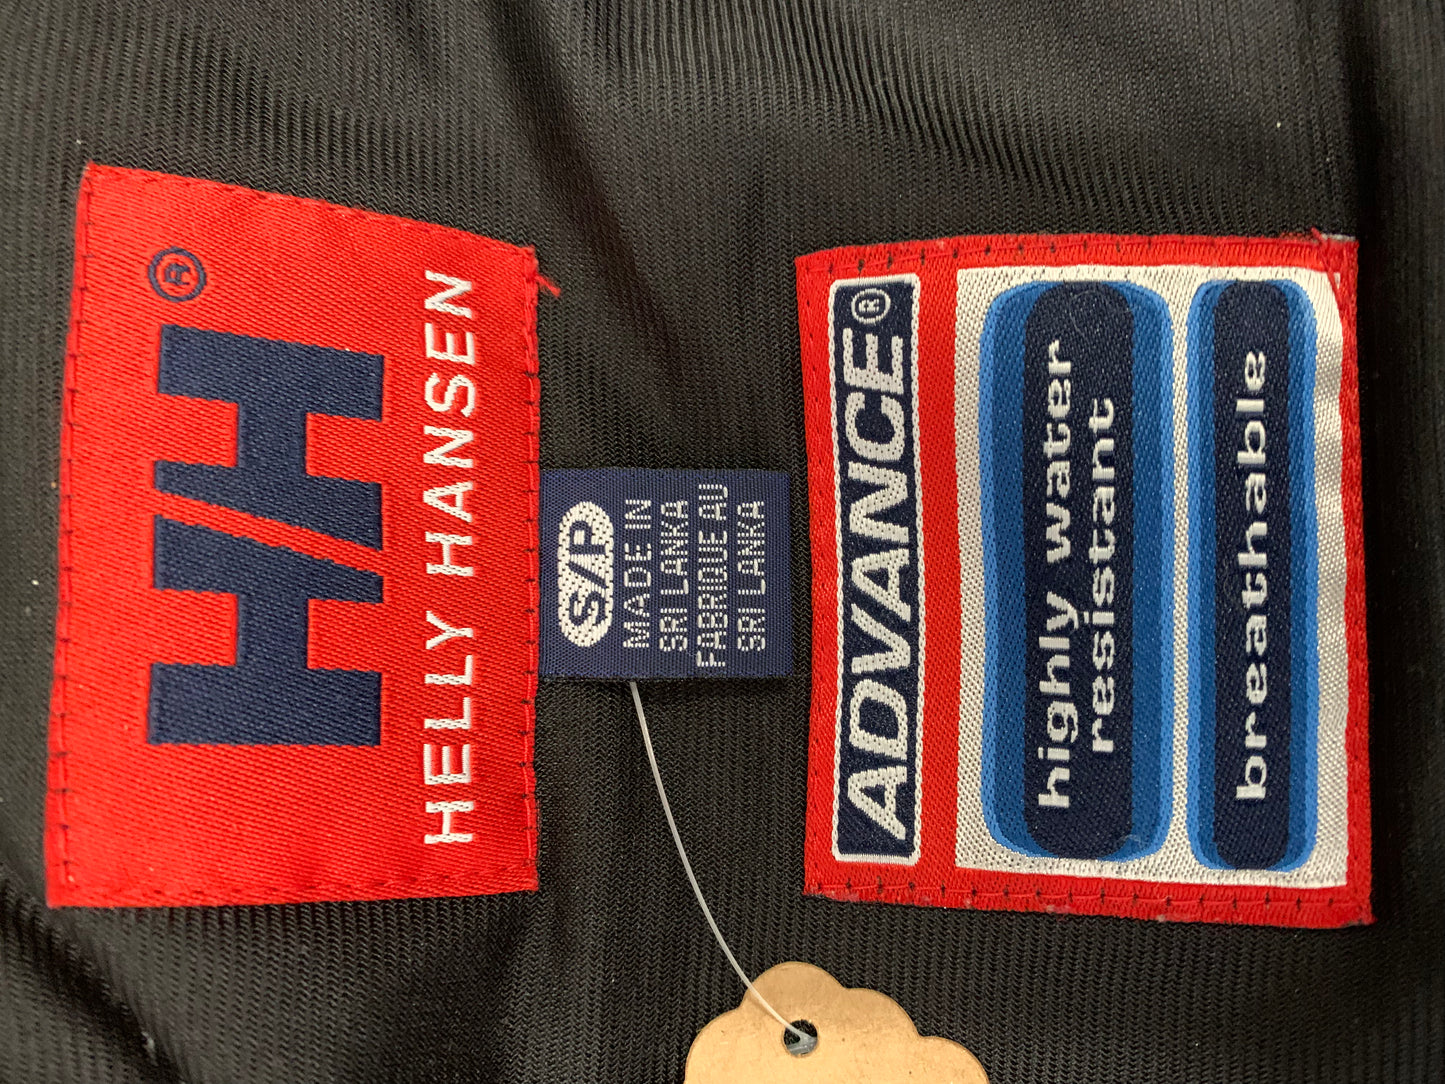 HH®
HELLY HANSEN
S/P
MADE IN
SRI LANKA
FABRIQUE AU
SRI LANKA
ADVANCE®
highly water
resistant
breathable